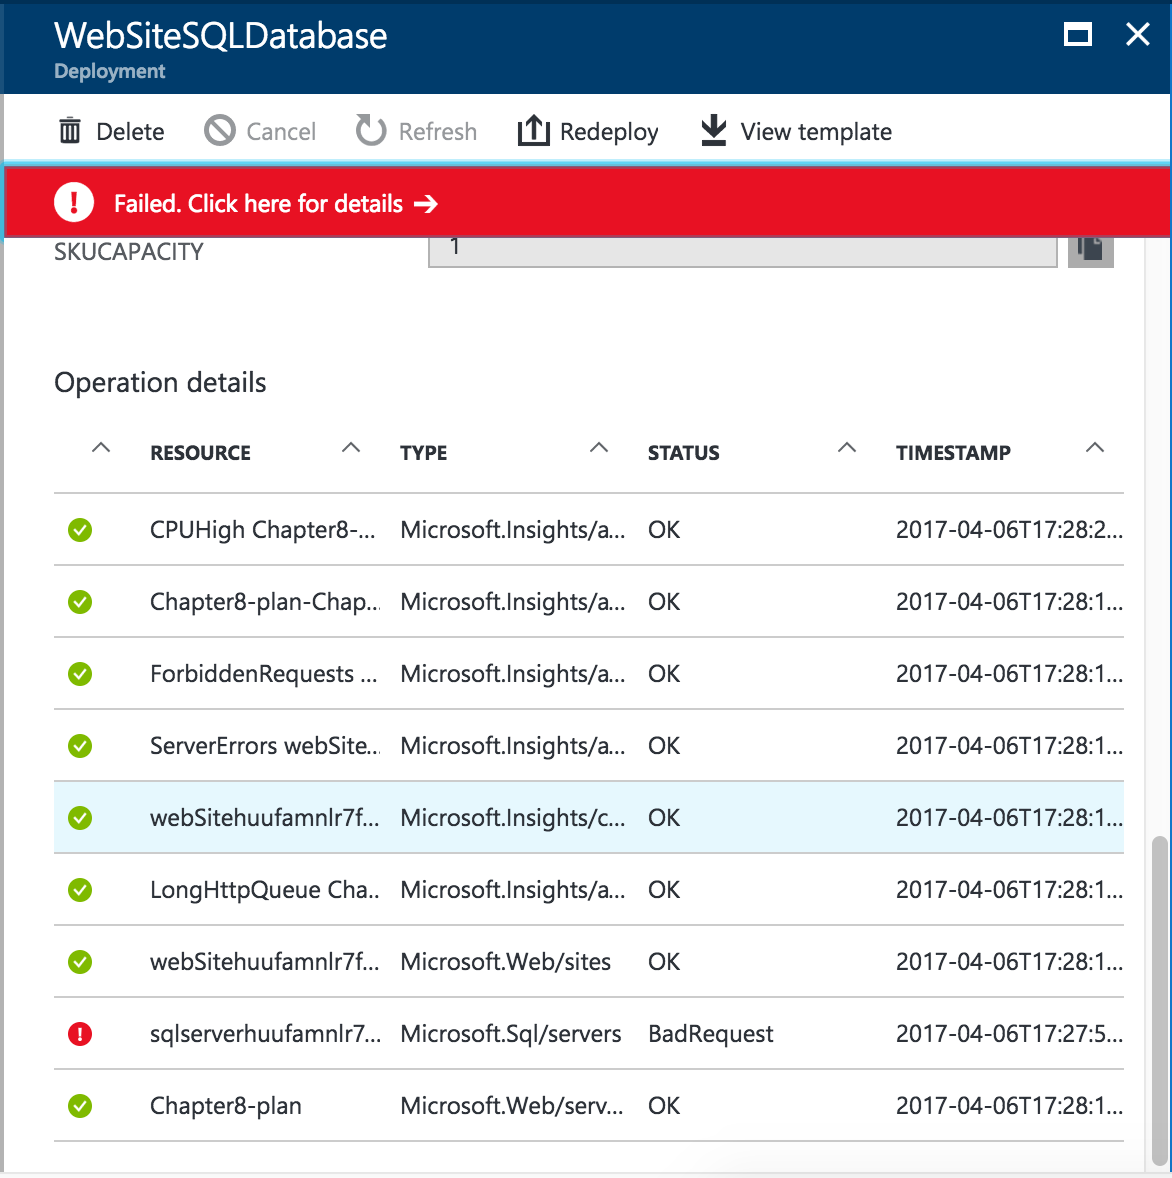 WebSiteSQLDatabase
Deployment
Delete Cancel Refresh Redeploy View template
Failed. Click here for details
SKUCAPACITY 1
Operation details
RESOURCE TYPE STATUS TIMESTAMP
CPUHigh Chapter8-... Microsoft.Insights/a... OK 2017-04-06T17:28:2...
Chapter8-plan-Chap... Microsoft.Insights/a... OK 2017-04-06T17:28:1...
ForbiddenRequests ... Microsoft.Insights/a... OK 2017-04-06T17:28:1...
ServerErrors webSite... Microsoft.Insights/a... OK 2017-04-06T17:28:1...
webSitehuufamnlr7f... Microsoft.Insights/c... OK 2017-04-06T17:28:1...
LongHttpQueue Cha... Microsoft.Insights/a... OK 2017-04-06T17:28:1...
webSitehuufamnlr7f... Microsoft.Web/sites OK 2017-04-06T17:28:1...
sqlserverhuufamnlr7... Microsoft.Sql/servers BadRequest 2017-04-06T17:27:5...
Chapter8-plan Microsoft.Web/serv... OK 2017-04-06T17:28:1...